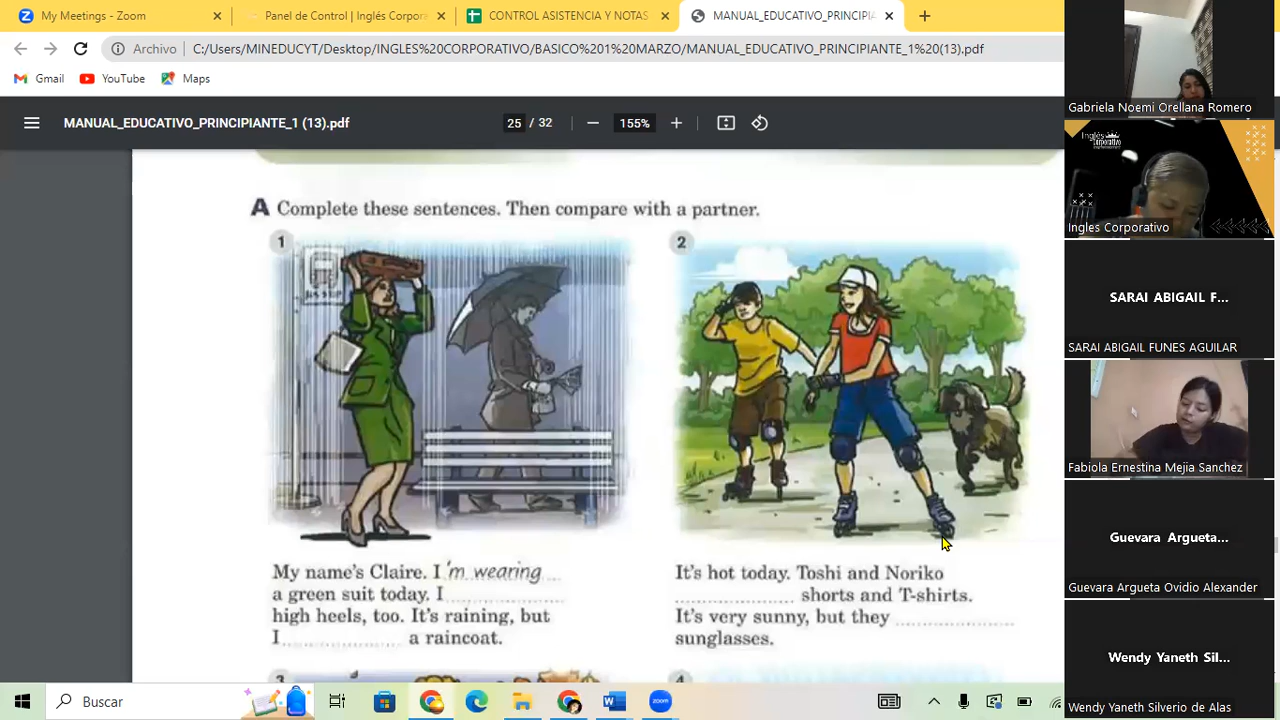 My Meetings - Zoom
Panel de Control | Inglés Corpora
CONTROL ASISTENCIA Y NOTAS
MANUAL_EDUCATIVO_PRINCIPIA
Archivo
C:/Users/MINEDUCYT/Desktop/INGLES%20CORPORATIVO/BASICO%201%20MARZO/MANUAL_EDUCATIVO_PRINCIPIANTE_1%20(13).pdf
Gmail
YouTube
Maps
MANUAL_EDUCATIVO_PRINCIPIANTE_1 (13).pdf
25 / 32
155%
A Complete these sentences. Then compare with a partner.
1
My name's Claire. I 'm wearing
a green suit today. I
high heels, too. It's raining, but
I a raincoat.
2
It's hot today. Toshi and Noriko
shorts and T-shirts.
It's very sunny, but they
sunglasses.
3
4
Gabriela Noemi Orellana Romero
Inglés
Corporativo
Ingles Corporativo
SARAI ABIGAIL F...
SARAI ABIGAIL FUNES AGUILAR
Fabiola Ernestina Mejia Sanchez
Guevara Argueta...
Guevara Argueta Ovidio Alexander
Wendy Yaneth Sil...
Wendy Yaneth Silverio de Alas
Buscar
zoom